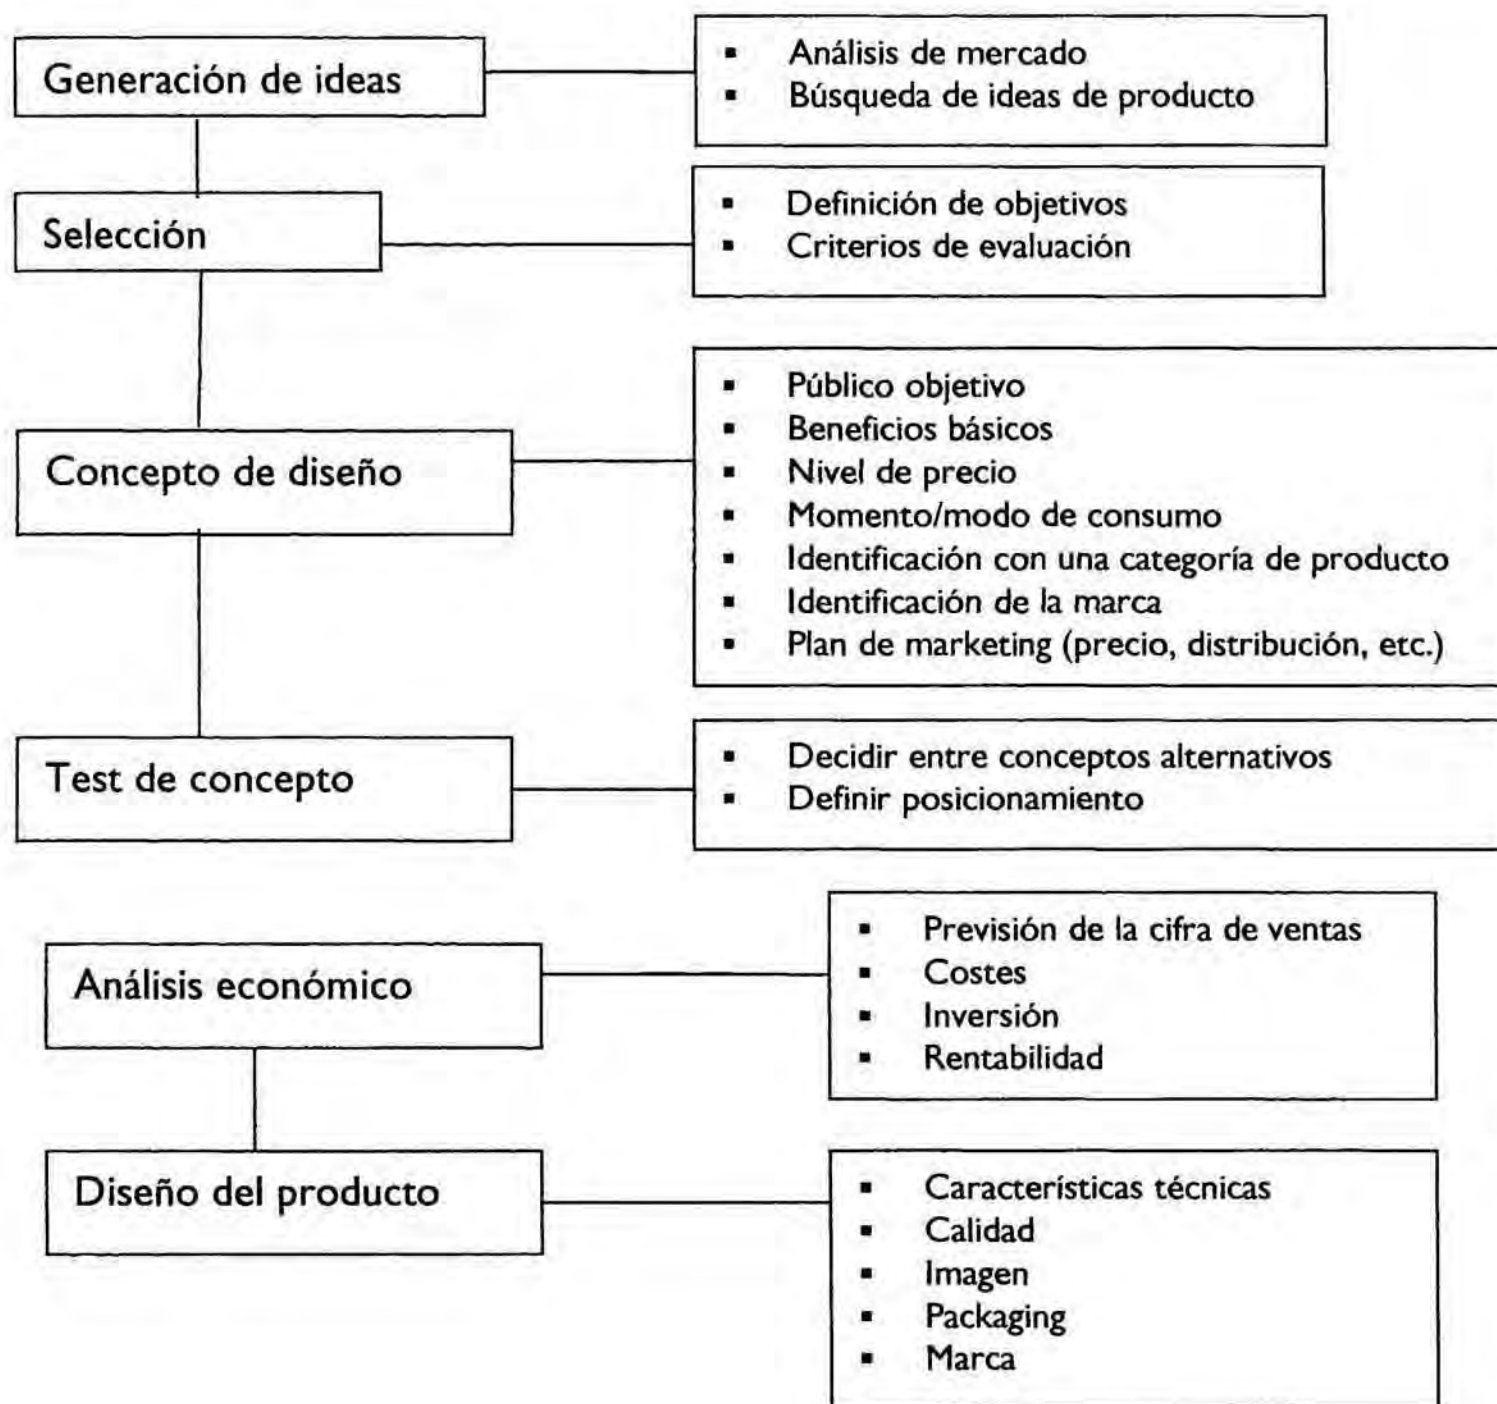 Generación de ideas
▪ Análisis de mercado
▪ Búsqueda de ideas de producto
Selección
▪ Definición de objetivos
▪ Criterios de evaluación
Concepto de diseño
▪ Público objetivo
▪ Beneficios básicos
▪ Nivel de precio
▪ Momento/modo de consumo
▪ Identificación con una categoría de producto
▪ Identificación de la marca
▪ Plan de marketing (precio, distribución, etc.)
Test de concepto
▪ Decidir entre conceptos alternativos
▪ Definir posicionamiento
Análisis económico
▪ Previsión de la cifra de ventas
▪ Costes
▪ Inversión
▪ Rentabilidad
Diseño del producto
▪ Características técnicas
▪ Calidad
▪ Imagen
▪ Packaging
▪ Marca